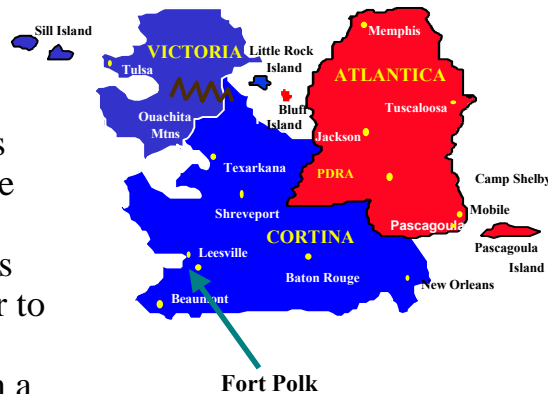 Sill Island
VICTORIA
Tulsa
Little Rock
Island
Ouachita
Mtns
Bluff
Island
Memphis
ATLANTICA
Tuscaloosa
Jackson
PDRA
Camp Shelby
Mobile
Pascagoula
Pascagoula
Island
Texarkana
Shreveport
CORTINA
Leesville
Baton Rouge
New Orleans
Beaumont
Fort Polk
s
e
s
r to
n a